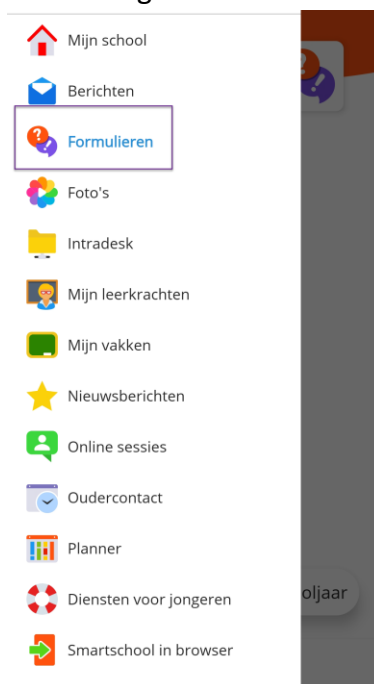 Mijn school
Berichten
Formulieren
Foto's
Intradesk
Mijn leerkrachten
Mijn vakken
Nieuwsberichten
Online sessies
Oudercontact
Planner
Diensten voor jongeren
oljaar
Smartschool in browser